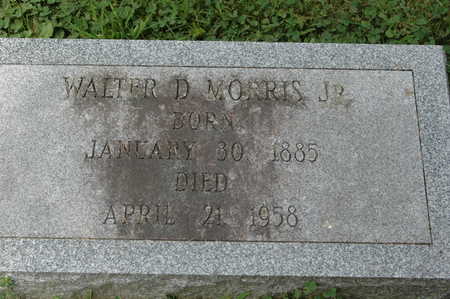 WALTER D MORRIS JR
BORN
JANUARY 30 1885
DIED
APRIL 21 1958